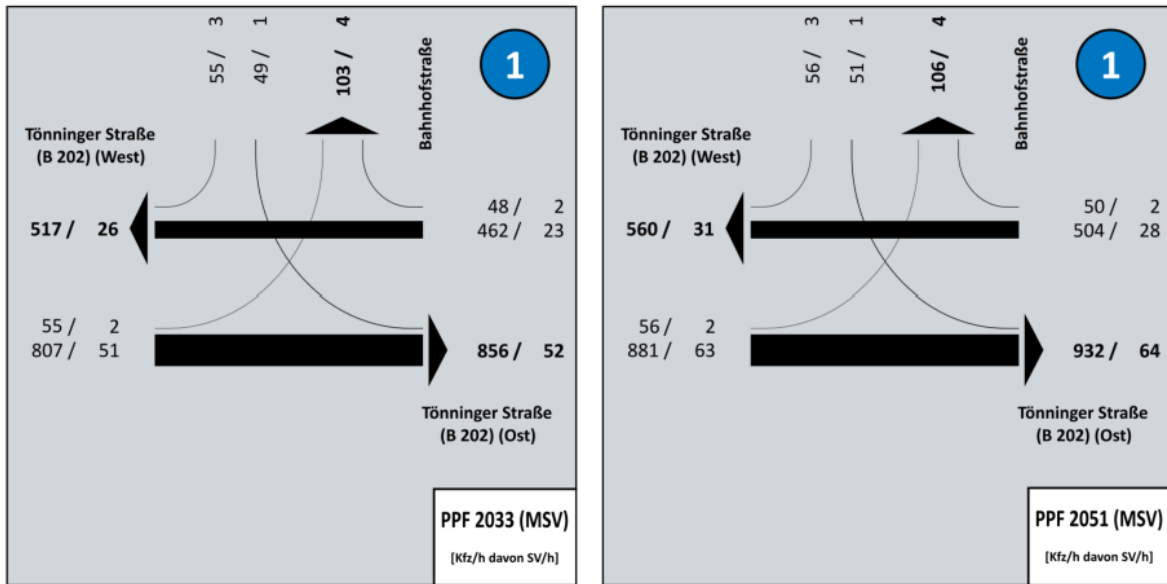 55 / 3
49 / 1
103 / 4
Bahnhofstraße
1
Tönninger Straße
(B 202) (West)
517 / 26
48 / 2
462 / 23
55 / 2
807 / 51
856 / 52
Tönninger Straße
(B 202) (Ost)
PPF 2033 (MSV)
[Kfz/h davon SV/h]
56 / 3
51 / 1
106 / 4
Bahnhofstraße
1
Tönninger Straße
(B 202) (West)
560 / 31
50 / 2
504 / 28
56 / 2
881 / 63
932 / 64
Tönninger Straße
(B 202) (Ost)
PPF 2051 (MSV)
[Kfz/h davon SV/h]